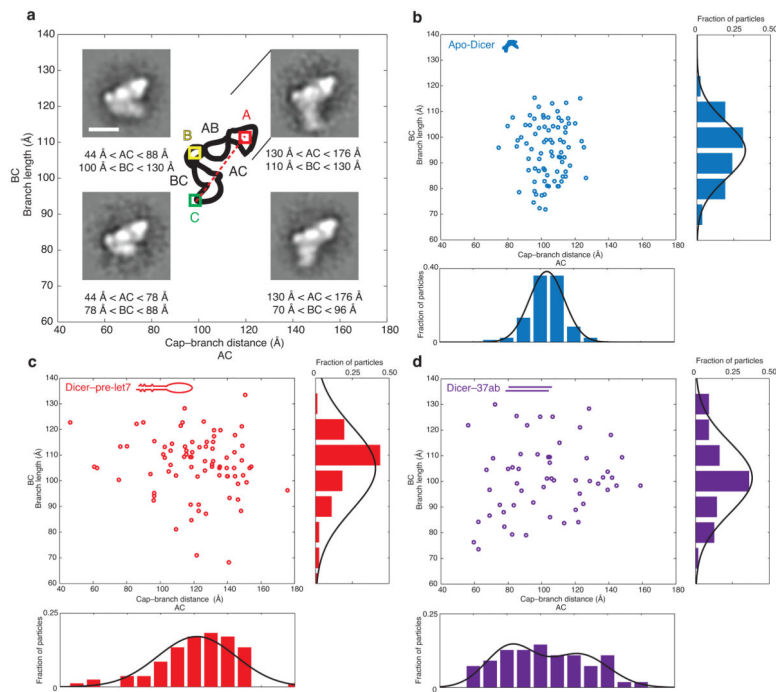 a
140
130
120
110
100
90
80
70
60
BC
Branch length (Å)
40 60 80 100 120 140 160 180
Cap–branch distance (Å)
AC
44 Å < AC < 88 Å
100 Å < BC < 130 Å
130 Å < AC < 176 Å
110 Å < BC < 130 Å
44 Å < AC < 78 Å
78 Å < BC < 88 Å
130 Å < AC < 176 Å
70 Å < BC < 96 Å
A
B
AB
BC
AC
C
b
Fraction of particles
0 0.25 0.50
Apo-Dicer
140
130
120
110
100
90
80
70
60
BC
Branch length (Å)
40 60 80 100 120 140 160 180
Cap–branch distance (Å)
AC
0.40
0
Fraction of particles
c
Fraction of particles
0 0.25 0.50
Dicer–pre-let7
140
130
120
110
100
90
80
70
60
BC
Branch length (Å)
40 60 80 100 120 140 160 180
Cap–branch distance (Å)
AC
0.25
0
Fraction of particles
d
Fraction of particles
0 0.25 0.50
Dicer–37ab
140
130
120
110
100
90
80
70
60
BC
Branch length (Å)
40 60 80 100 120 140 160 180
Cap–branch distance (Å)
AC
0.25
0
Fraction of particles